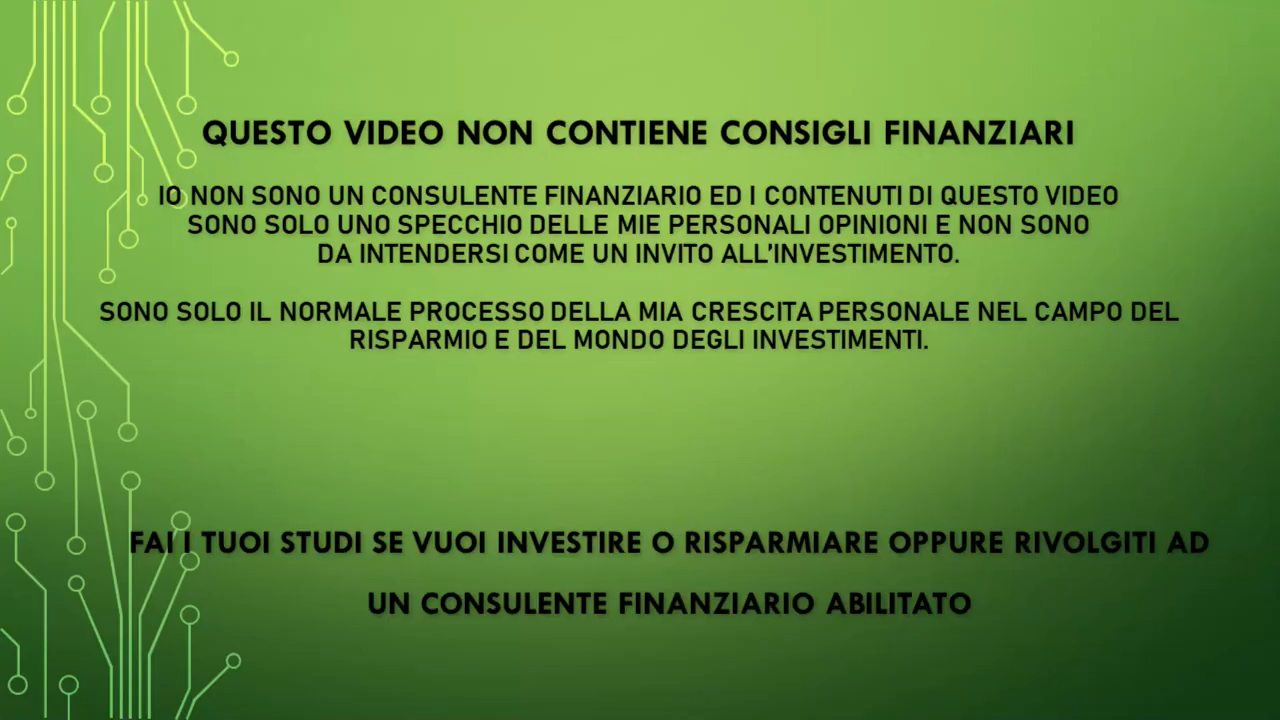 QUESTO VIDEO NON CONTIENE CONSIGLI FINANZIARI
IO NON SONO UN CONSULENTE FINANZIARIO ED I CONTENUTI DI QUESTO VIDEO
SONO SOLO UNO SPECCHIO DELLE MIE PERSONALI OPINIONI E NON SONO
DA INTENDERSI COME UN INVITO ALL'INVESTIMENTO.
SONO SOLO IL NORMALE PROCESSO DELLA MIA CRESCITA PERSONALE NEL CAMPO DEL
RISPARMIO E DEL MONDO DEGLI INVESTIMENTI.
FAI I TUOI STUDI SE VUOI INVESTIRE O RISPARMIARE OPPURE RIVOLGITI AD
UN CONSULENTE FINANZIARIO ABILITATO